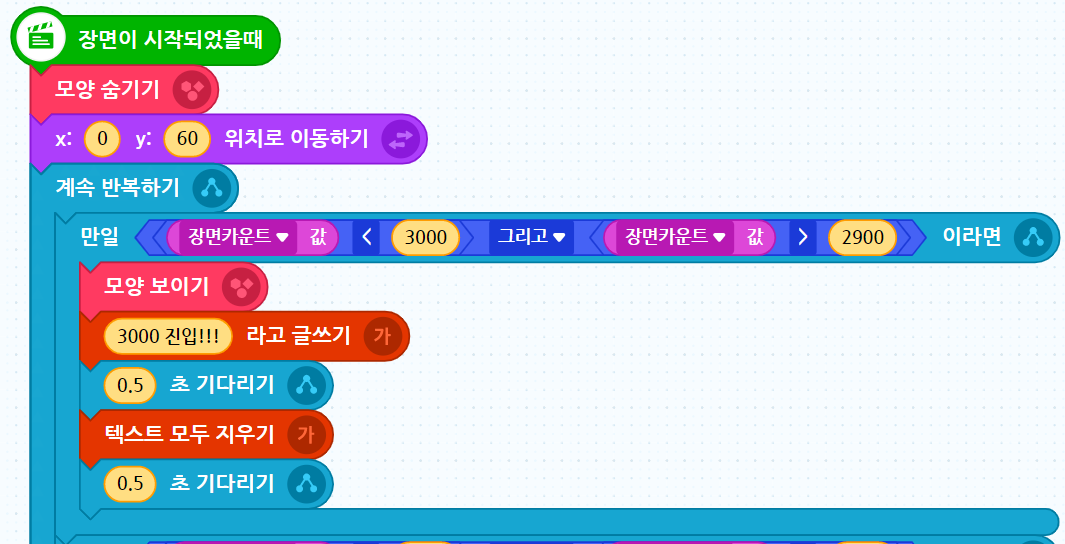 장면이 시작되었을때
모양 숨기기
x: 0 y: 60 위치로 이동하기
계속 반복하기
만일 장면카운트 값 < 3000 그리고 장면카운트 값 > 2900 이라면
모양 보이기
3000 진입!!! 라고 글쓰기 가
0.5 초 기다리기
텍스트 모두 지우기 가
0.5 초 기다리기